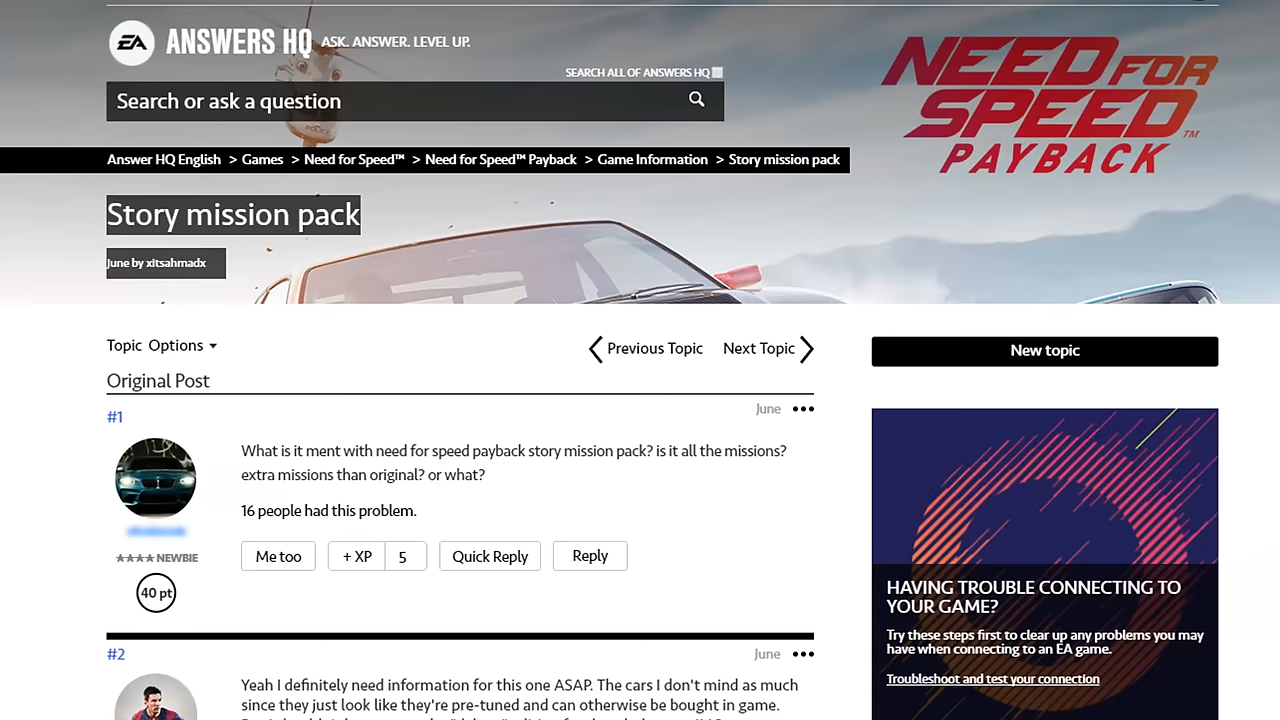 EA ANSWERS HQ ASK. ANSWER. LEVEL UP.
SEARCH ALL OF ANSWERS HQ
Search or ask a question
NEED FOR
SPEED™
PAYBACK
POLICE
Answer HQ English > Games > Need for Speed™ > Need for Speed™ Payback > Game Information > Story mission pack
Story mission pack
June by xitsahmadx
Topic Options
Previous Topic Next Topic
New topic
Original Post
#1
June •••
What is it ment with need for speed payback story mission pack? is it all the missions?
extra missions than original? or what?
16 people had this problem.
★★★★ NEWBIE
40 pt
Me too + XP 5 Quick Reply Reply
HAVING TROUBLE CONNECTING TO
YOUR GAME?
Try these steps first to clear up any problems you may
have when connecting to an EA game.
Troubleshoot and test your connection
#2
June •••
Yeah I definitely need information for this one ASAP. The cars I don't mind as much
since they just look like they're pre-tuned and can otherwise be bought in game.